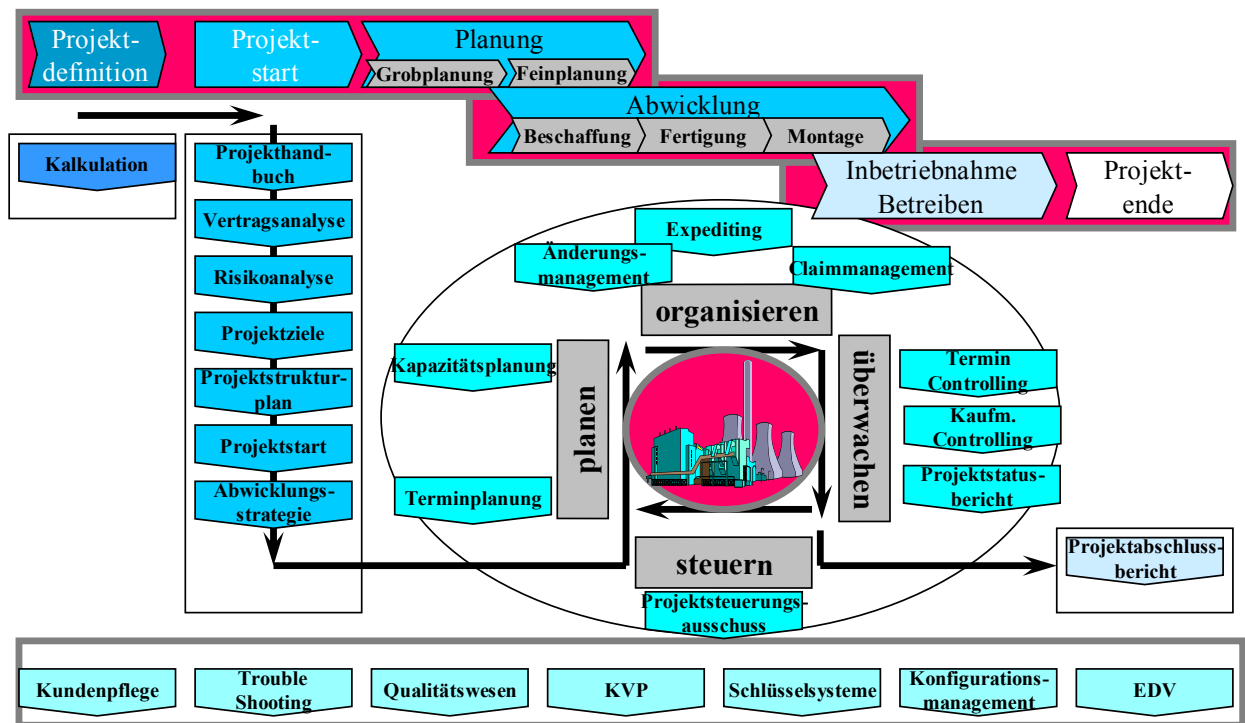 Projekt-
definition
Projekt-
start
Planung
Grobplanung
Feinplanung
Abwicklung
Beschaffung
Fertigung
Montage
Inbetriebnahme
Betreiben
Projekt-
ende
Kalkulation
Projekthand-
buch
Vertragsanalyse
Risikoanalyse
Projektziele
Projektstruktur-
plan
Projektstart
Abwicklungs-
strategie
Expediting
Änderungs-
management
Claimmanagement
organisieren
Kapazitätsplanung
Terminplanung
planen
überwachen
Termin
Controlling
Kaufm.
Controlling
Projektstatus-
bericht
steuern
Projektsteuerungs-
ausschuss
Projektabschluss-
bericht
Kundenpflege
Trouble
Shooting
Qualitätswesen
KVP
Schlüsselsysteme
Konfigurations-
management
EDV